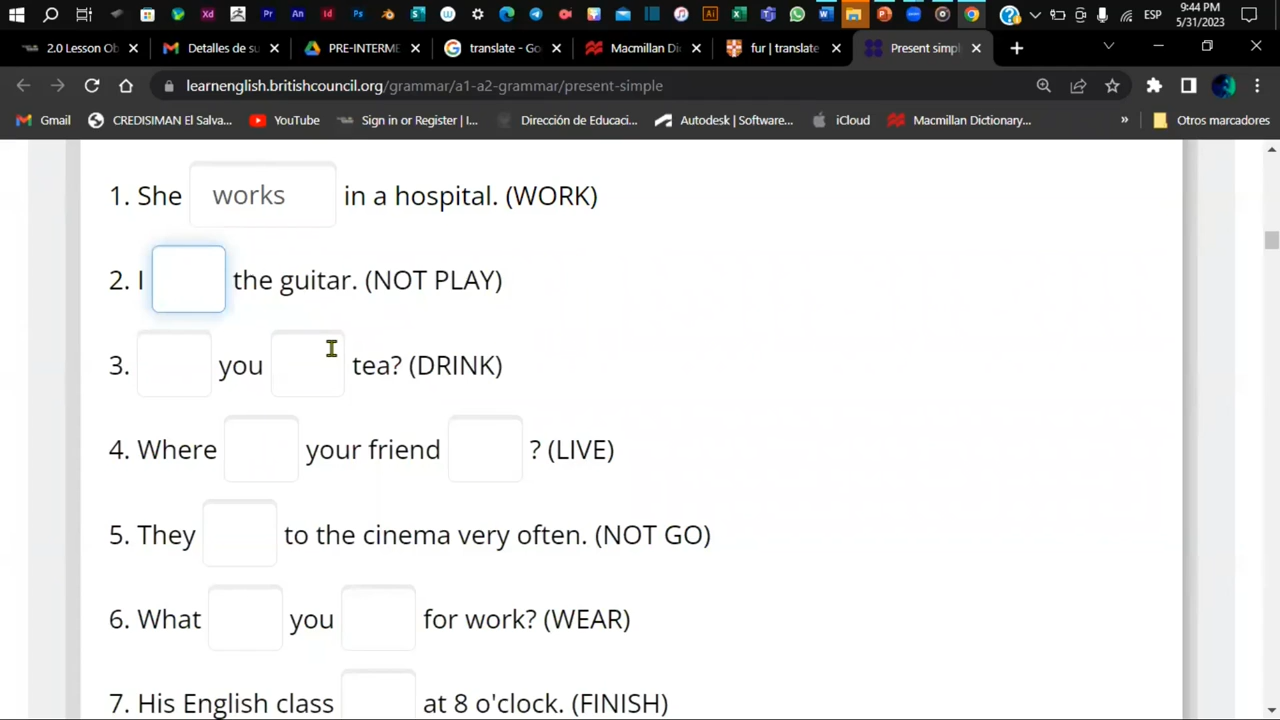 9:44 PM
ESP
5/31/2023
2.0 Lesson Ob
Detalles de su
PRE-INTERME
translate - Go
Macmillan Dic
fur | translate
Present simpl
learnenglish.britishcouncil.org/grammar/a1-a2-grammar/present-simple
Gmail
CREDISIMAN El Salva...
YouTube
Sign in or Register | I...
Dirección de Educaci...
Autodesk | Software...
iCloud
Macmillan Dictionary...
»
Otros marcadores
1. She works in a hospital. (WORK)
2. I the guitar. (NOT PLAY)
3. you tea? (DRINK)
4. Where your friend ? (LIVE)
5. They to the cinema very often. (NOT GO)
6. What you for work? (WEAR)
7. His English class at 8 o'clock. (FINISH)